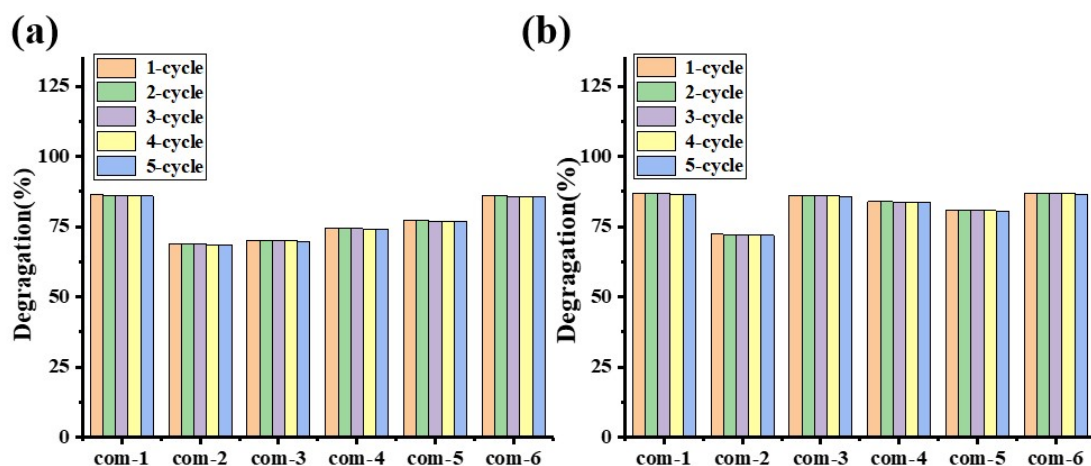 (a)
1-cycle
2-cycle
3-cycle
4-cycle
5-cycle
Degragation(%)
125
100
75
50
25
0
com-1 com-2 com-3 com-4 com-5 com-6
(b)
1-cycle
2-cycle
3-cycle
4-cycle
5-cycle
Degragation(%)
125
100
75
50
25
0
com-1 com-2 com-3 com-4 com-5 com-6